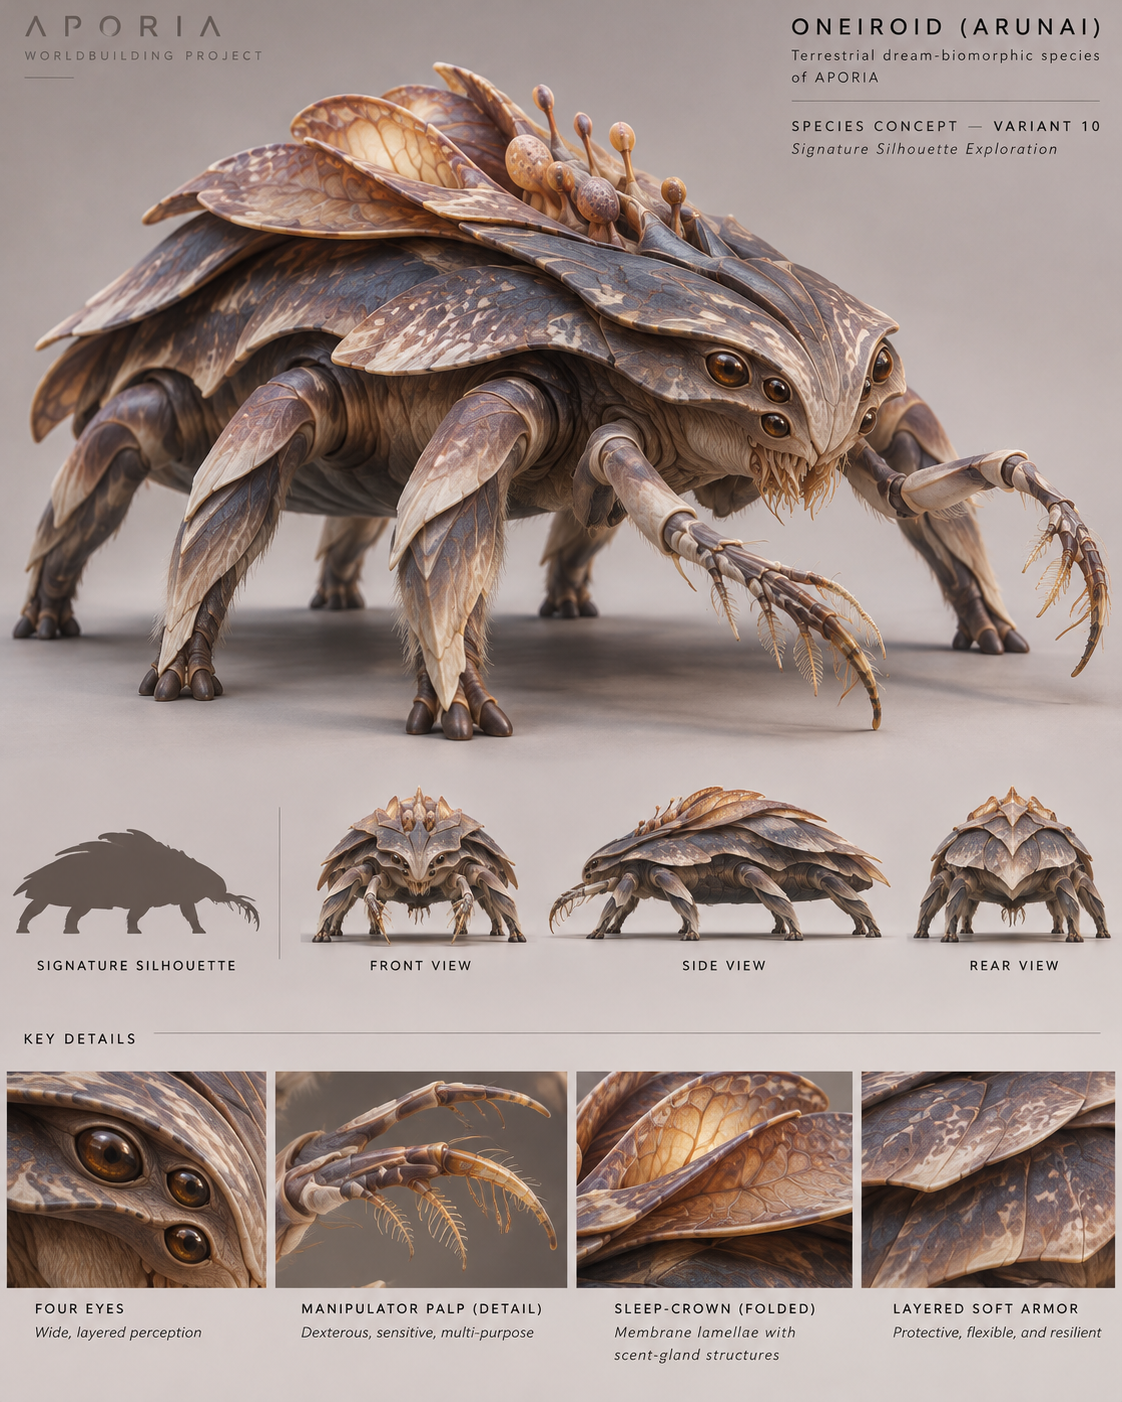 APORIA
WORLDBUILDING PROJECT
ONEIROID (ARUNAI)
Terrestrial dream-biomorphic species
of APORIA
SPECIES CONCEPT — VARIANT 10
Signature Silhouette Exploration
SIGNATURE SILHOUETTE
FRONT VIEW
SIDE VIEW
REAR VIEW
KEY DETAILS
FOUR EYES
Wide, layered perception
MANIPULATOR PALP (DETAIL)
Dexterous, sensitive, multi-purpose
SLEEP-CROWN (FOLDED)
Membrane lamellae with
scent-gland structures
LAYERED SOFT ARMOR
Protective, flexible, and resilient